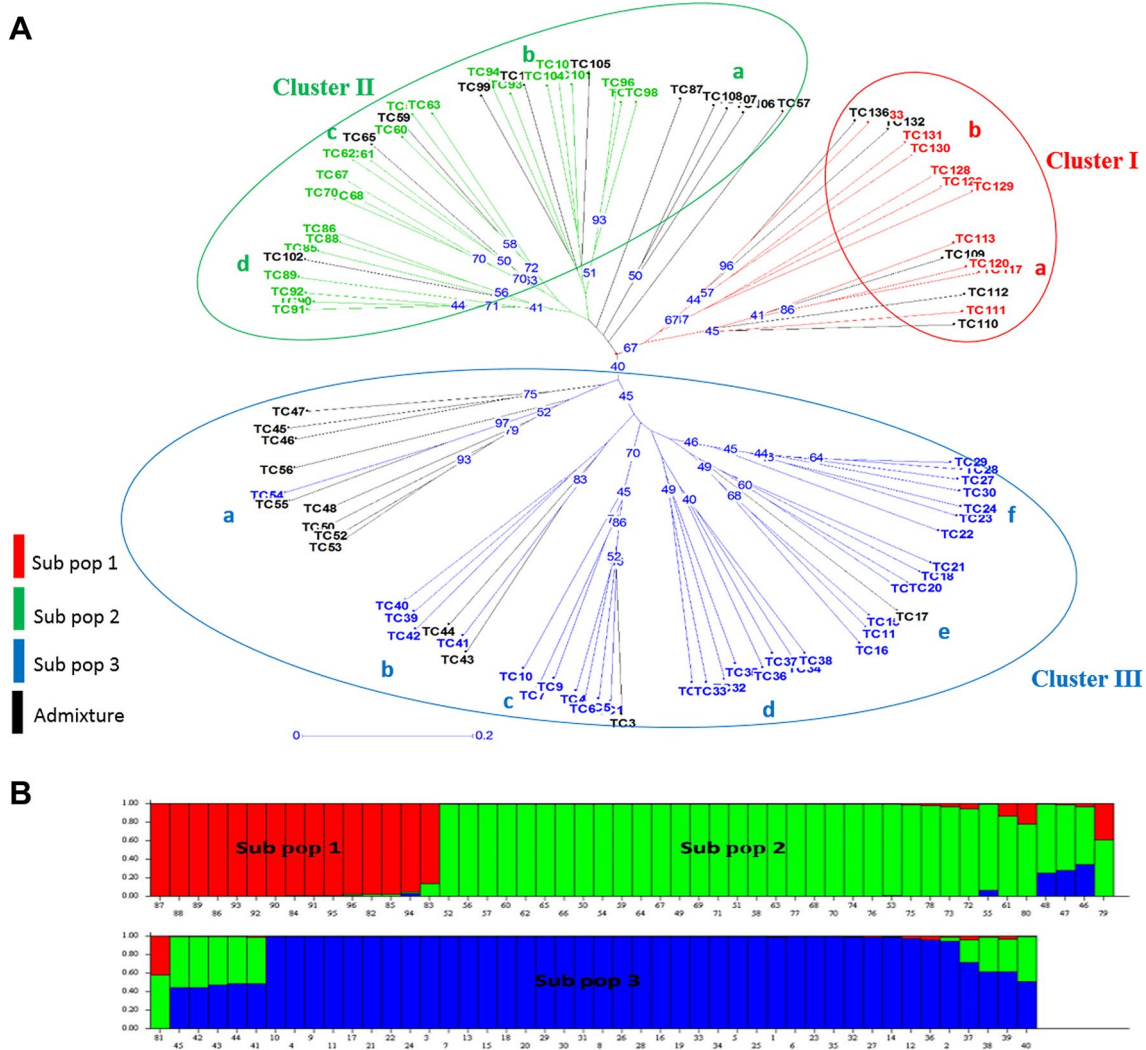 A
Cluster II
b
a
TC94
TC93
TC99
TC104
TC105
TC96
TC98
TC87
TC108
TC57
TC63
TC59
TC60
c
TC65
TC62
TC67
TC70
TC86
TC88
TC102
d
TC89
TC92
TC91
93
58
70
50
72
51
50
56
44
71
41
Cluster I
b
TC136
TC132
TC131
TC130
TC128
TC129
TC113
TC109
TC120
a
TC112
TC111
TC110
96
57
44
41
86
45
67
40
45
TC47
TC45
TC46
TC56
TC54
TC55
a
TC48
TC50
TC52
TC53
75
52
97
93
83
70
45
86
52
49
40
46
45
44
64
49
60
68
TC29
TC27
TC30
TC24
TC23
f
TC22
TC21
TC18
TC20
TC17
TC11
TC16
e
TC40
TC39
TC42
TC44
TC41
TC43
b
TC10
TC9
TC7
c
TC3
TC33
TC37
TC38
TC36
d
Cluster III
Sub pop 1
Sub pop 2
Sub pop 3
Admixture
0 0.2
B
1.00
0.80
0.60
0.40
0.20
0.00
Sub pop 1
Sub pop 2
87 89 93 90 91 96 85 83 56 60 65 50 59 67 69 51 63 68 74 53 78 72 61 48 46
88 86 92 84 95 82 94 52 57 62 66 54 64 49 71 58 77 70 76 75 73 55 80 47 79
1.00
0.80
0.60
0.40
0.20
0.00
Sub pop 3
81 42 44 10 9 17 22 3 13 18 29 25 26 16 33 5 1 23 32 14 36 2 37 39
45 43 41 4 11 21 24 7 15 20 30 8 28 19 34 6 35 27 12 38 40